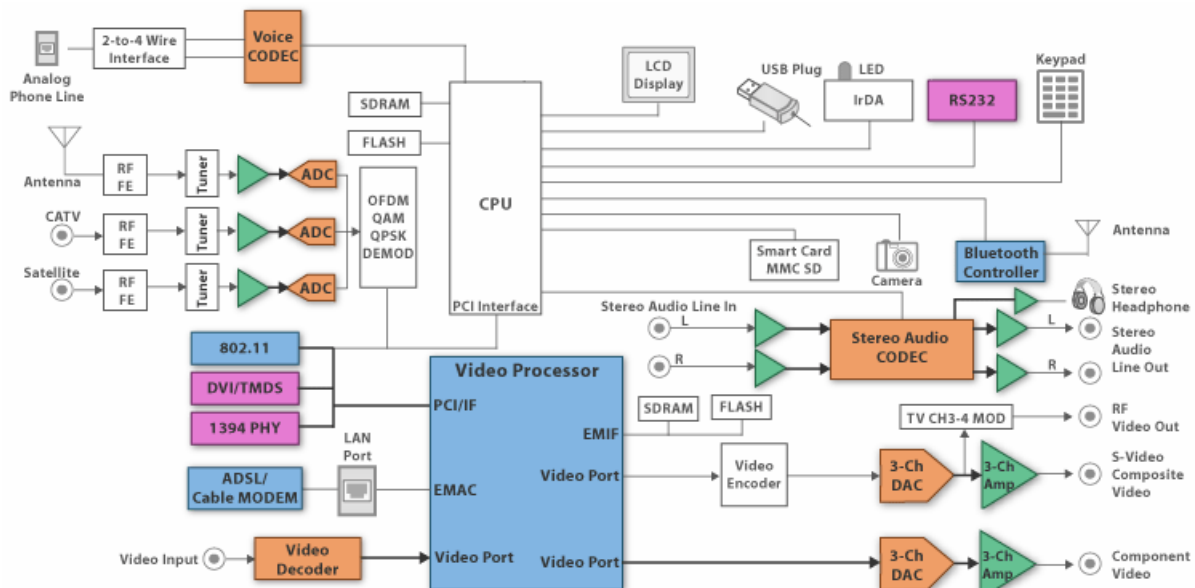 Analog
Phone Line
2-to-4 Wire
Interface
Voice
CODEC
SDRAM
FLASH
LCD
Display
USB Plug
LED
IrDA
RS232
Keypad
Antenna
RF
FE
Tuner
ADC
CATV
RF
FE
Tuner
ADC
Satellite
RF
FE
Tuner
ADC
OFDM
QAM
QPSK
DEMOD
CPU
PCI Interface
Smart Card
MMC SD
Camera
Bluetooth
Controller
Antenna
Stereo Audio Line In
L
R
Stereo Audio
CODEC
Stereo
Headphone
L
R
Stereo
Audio
Line Out
802.11
DVI/TMDS
1394 PHY
ADSL/
Cable MODEM
LAN
Port
Video Input
Video
Decoder
Video Processor
PCI/IF
EMIF
Video Port
EMAC
Video Port
Video Port
SDRAM
FLASH
Video
Encoder
TV CH3-4 MOD
RF
Video Out
3-Ch
DAC
3-Ch
Amp
S-Video
Composite
Video
3-Ch
DAC
3-Ch
Amp
Component
Video